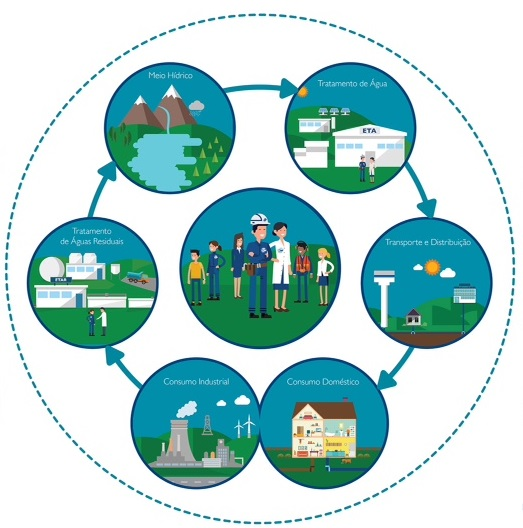 Meio Hídrico
Tratamento de Água
ETA
Transporte e Distribuição
Consumo Doméstico
Consumo Industrial
Tratamento
de Águas Residuais
ETAR